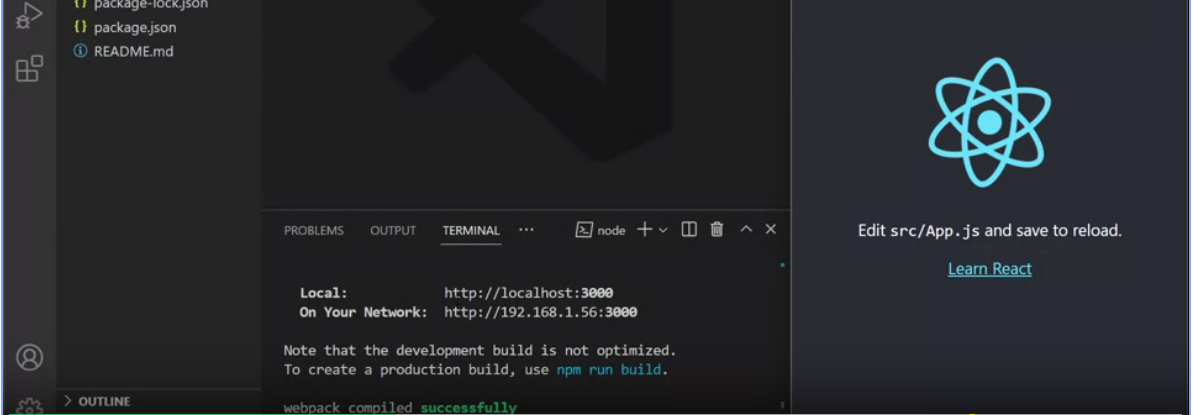 package-lock.json
{} package.json
README.md
PROBLEMS OUTPUT TERMINAL ... node
Local: http://localhost:3000
On Your Network: http://192.168.1.56:3000
Note that the development build is not optimized.
To create a production build, use npm run build.
webpack compiled successfully
OUTLINE
Edit src/App.js and save to reload.
Learn React